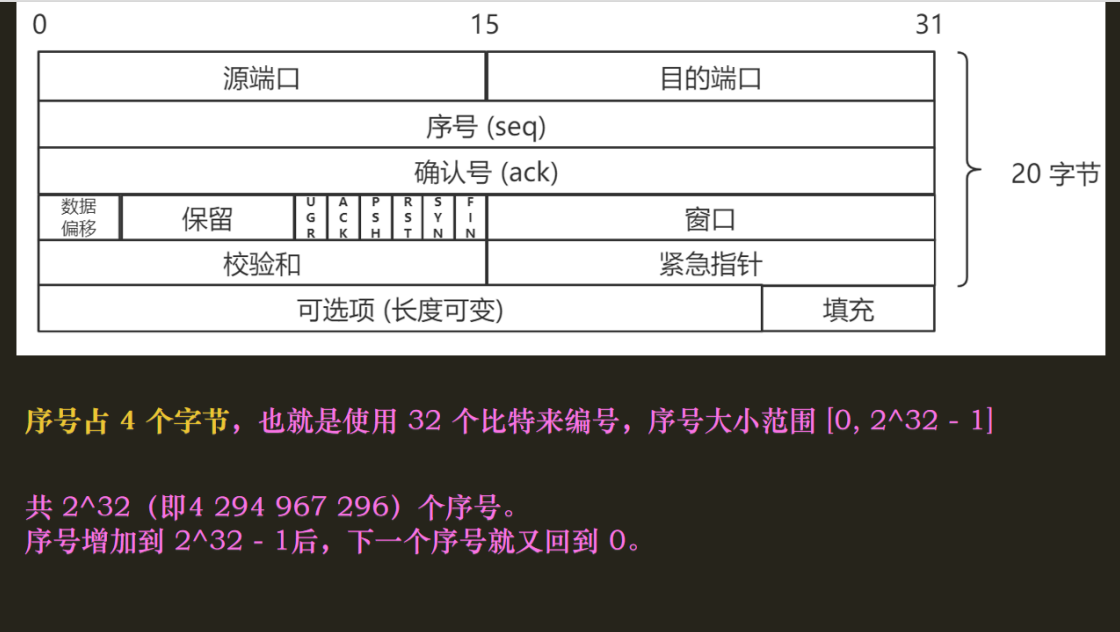 0 15 31
源端口 目的端口
序号 (seq)
确认号 (ack)
20 字节
数据偏移 保留 UGR ACK PSH RST SYN FIN 窗口
校验和 紧急指针
可选项 (长度可变) 填充
序号占 4 个字节，也就是使用 32 个比特来编号，序号大小范围 [0, 2^32 - 1]
共 2^32（即4 294 967 296）个序号。
序号增加到 2^32 - 1后，下一个序号就又回到 0。